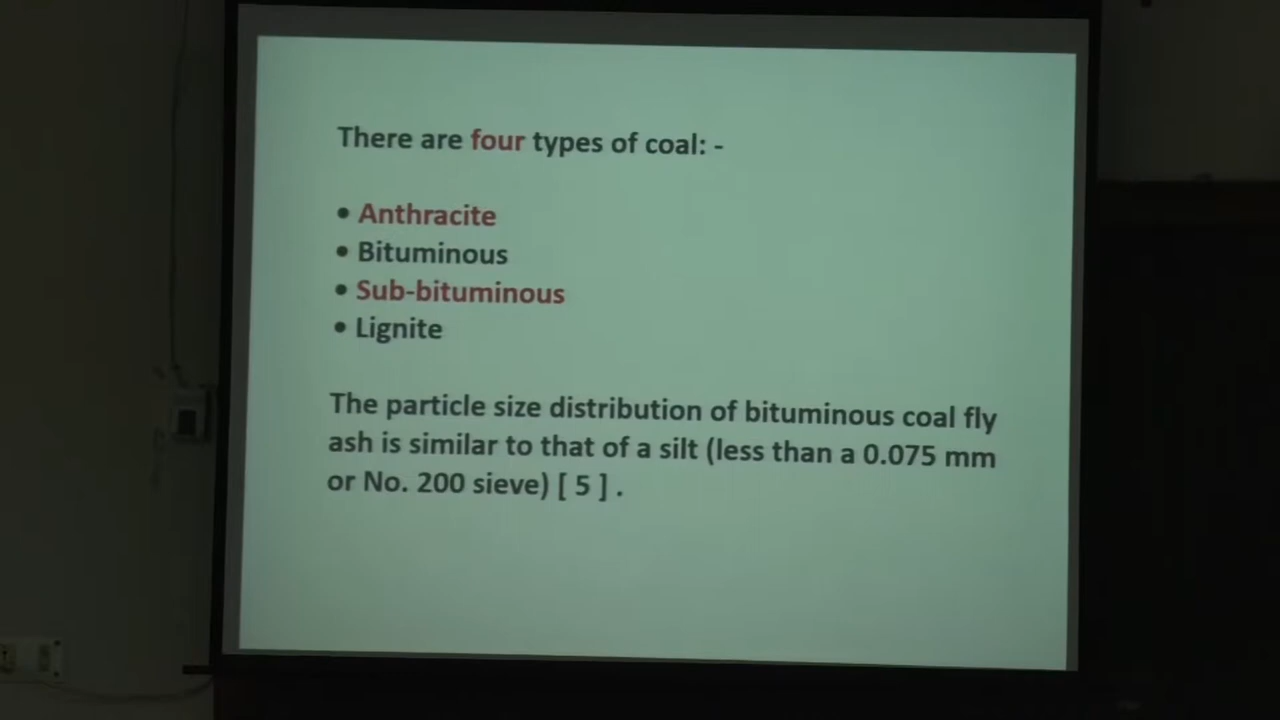 There are four types of coal: -
• Anthracite
• Bituminous
• Sub-bituminous
• Lignite
The particle size distribution of bituminous coal fly
ash is similar to that of a silt (less than a 0.075 mm
or No. 200 sieve) [ 5 ] .